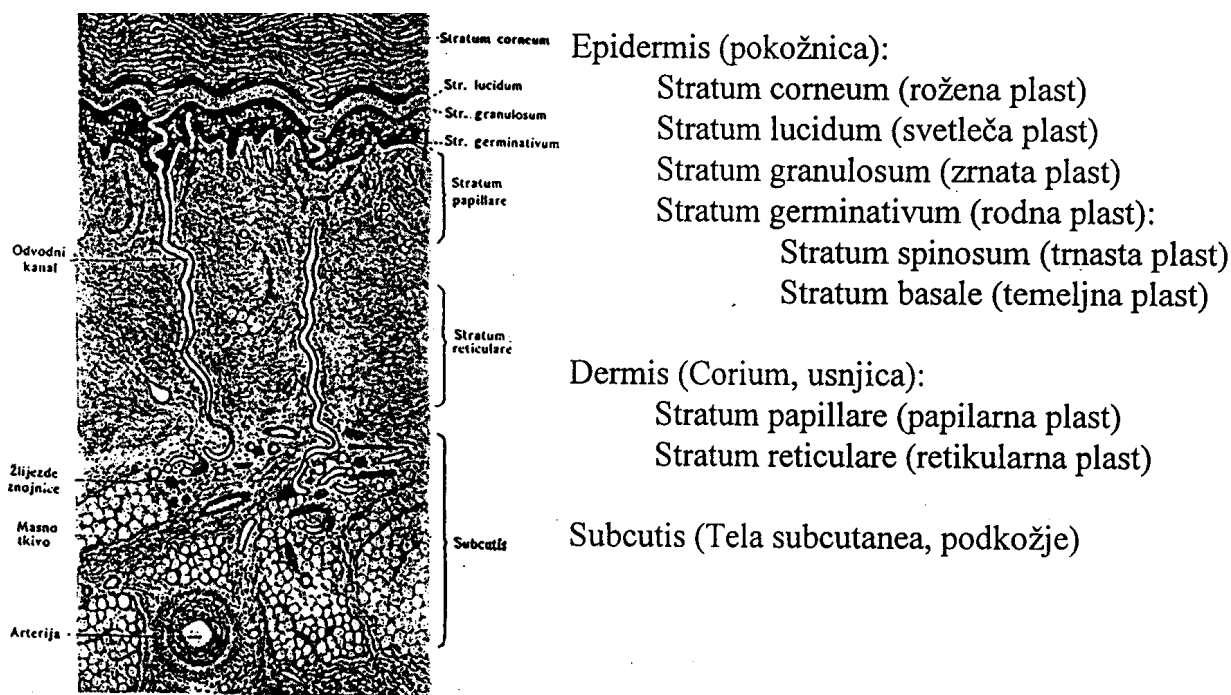 Stratum corneum
Str. lucidum
Str. granulosum
Str. germinativum
Stratum
papillare
Odvodni
kanal
Stratum
reticulare
Žlijezde
znojnice
Masno
tkivo
Subcutis
Arterija
Epidermis (pokožnica):
Stratum corneum (rožena plast)
Stratum lucidum (svetleča plast)
Stratum granulosum (zrnata plast)
Stratum germinativum (rodna plast):
Stratum spinosum (trnasta plast)
Stratum basale (temeljna plast)
Dermis (Corium, usnjica):
Stratum papillare (papilarna plast)
Stratum reticulare (retikularna plast)
Subcutis (Tela subcutanea, podkožje)